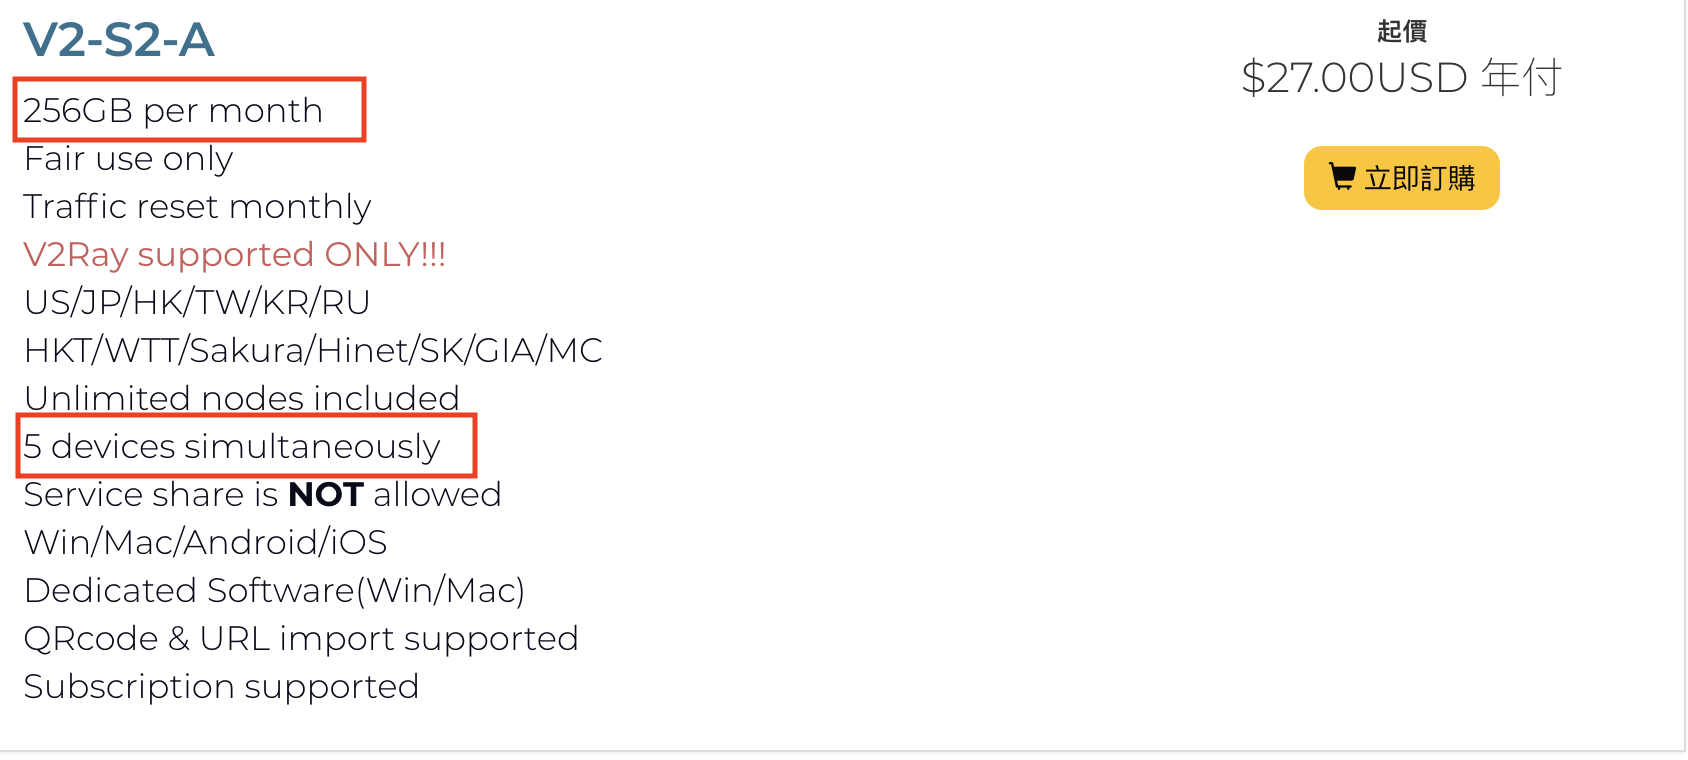 V2-S2-A
256GB per month
Fair use only
Traffic reset monthly
V2Ray supported ONLY!!!
US/JP/HK/TW/KR/RU
HKT/WTT/Sakura/Hinet/SK/GIA/MC
Unlimited nodes included
5 devices simultaneously
Service share is NOT allowed
Win/Mac/Android/iOS
Dedicated Software(Win/Mac)
QRcode & URL import supported
Subscription supported
起價
$27.00USD 年付
立即訂購